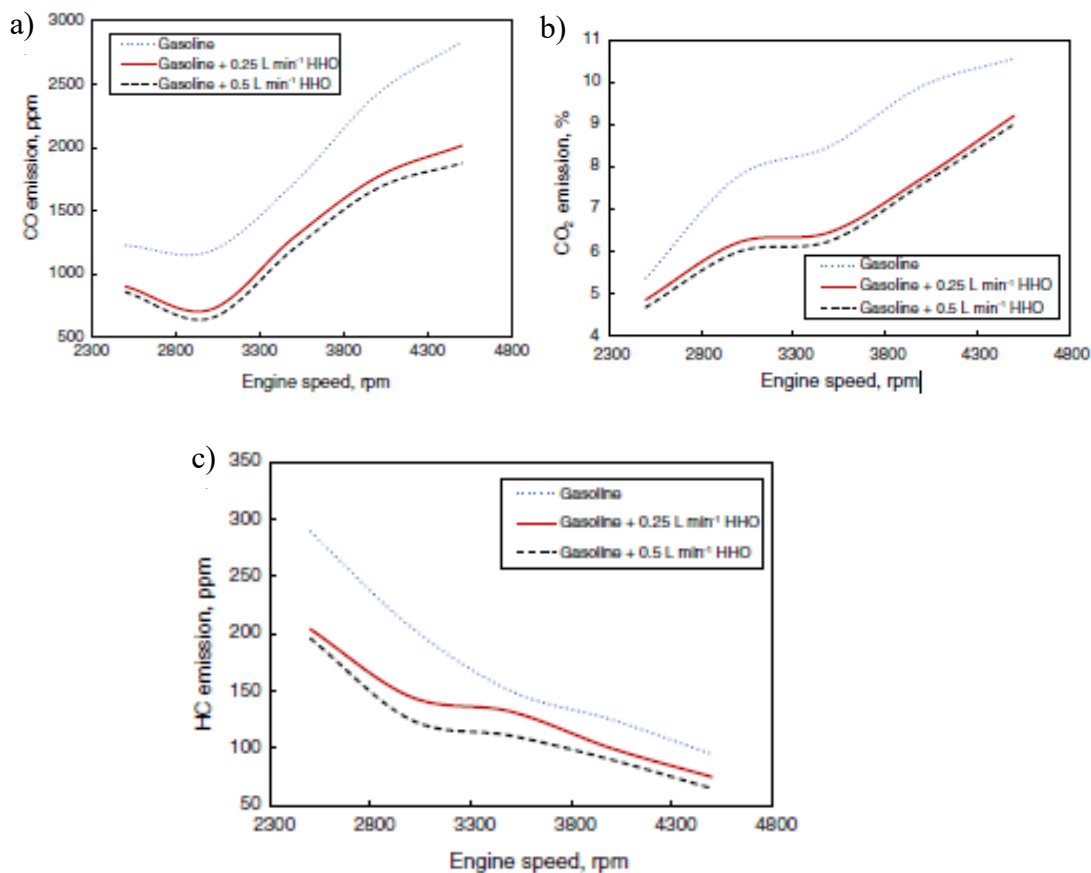 a)
3000
2500
2000
1500
1000
500
2300 2800 3300 3800 4300 4800
CO emission, ppm
Engine speed, rpm
Gasoline
Gasoline + 0.25 L min-1 HHO
Gasoline + 0.5 L min-1 HHO
b)
11
10
9
8
7
6
5
4
2300 2800 3300 3800 4300 4800
CO2 emission, %
Engine speed, rpm
Gasoline
Gasoline + 0.25 L min-1 HHO
Gasoline + 0.5 L min-1 HHO
c)
350
300
250
200
150
100
50
2300 2800 3300 3800 4300 4800
HC emission, ppm
Engine speed, rpm
Gasoline
Gasoline + 0.25 L min-1 HHO
Gasoline + 0.5 L min-1 HHO